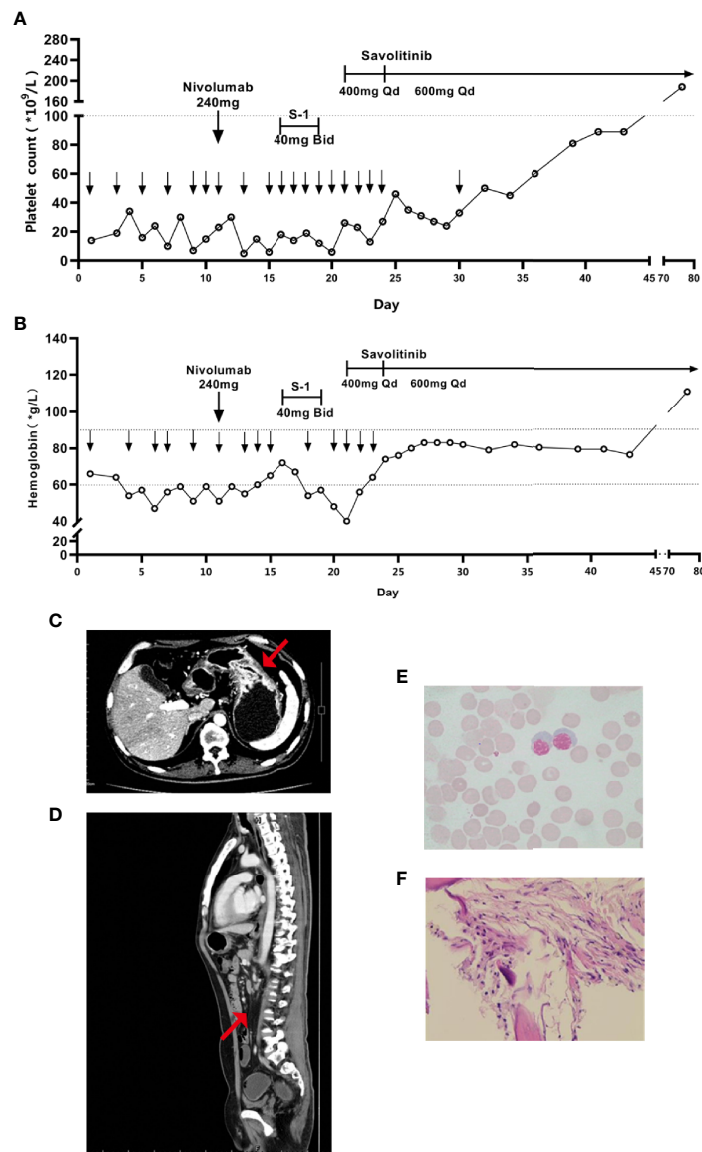 A
Platelet count ( *10⁹/L)
280
240
200
160
100
80
60
40
20
0
Nivolumab
240mg
S-1
40mg Bid
Savolitinib
400mg Qd 600mg Qd
0 5 10 15 20 25 30 35 40 45 70 80
Day
B
Hemoglobin ( *g/L)
140
120
100
80
60
40
20
0
Nivolumab
240mg
S-1
40mg Bid
Savolitinib
400mg Qd 600mg Qd
0 5 10 15 20 25 30 35 40 45 70 80
Day
C
D
E
F